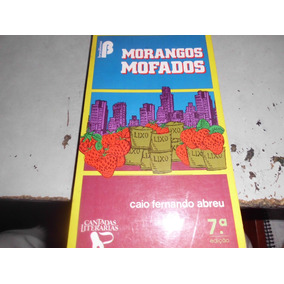 MORANGOS
MOFADOS
LIXO
LIXO
LIXO
LIXO
caio fernando abreu
CANTADAS
LITERÁRIAS
7ª
edição